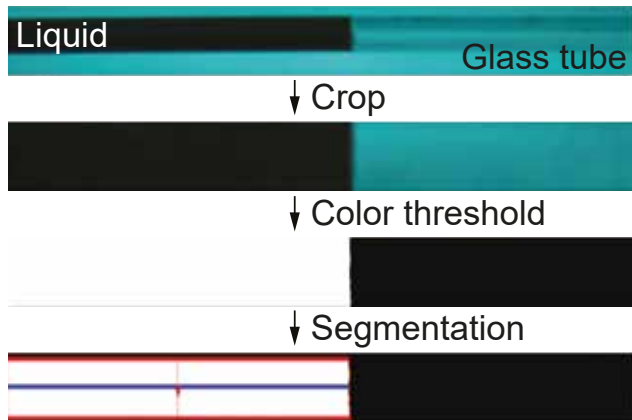 Liquid
Glass tube
Crop
Color threshold
Segmentation